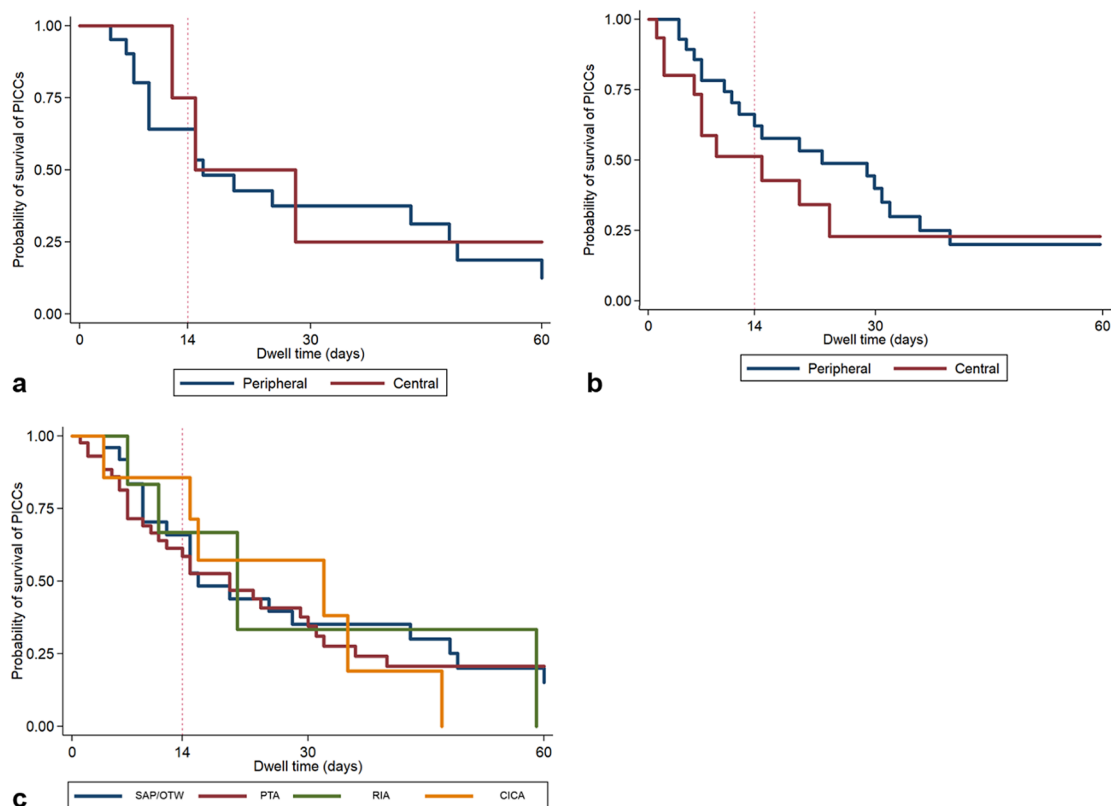 Probability of survival of PICCs
1.00
0.75
0.50
0.25
0.00
0 14 30 60
Dwell time (days)
a Peripheral Central
Probability of survival of PICCs
1.00
0.75
0.50
0.25
0.00
0 14 30 60
Dwell time (days)
b Peripheral Central
Probability of survival of PICCs
1.00
0.75
0.50
0.25
0.00
0 14 30 60
Dwell time (days)
c SAP/OTW PTA RIA CICA